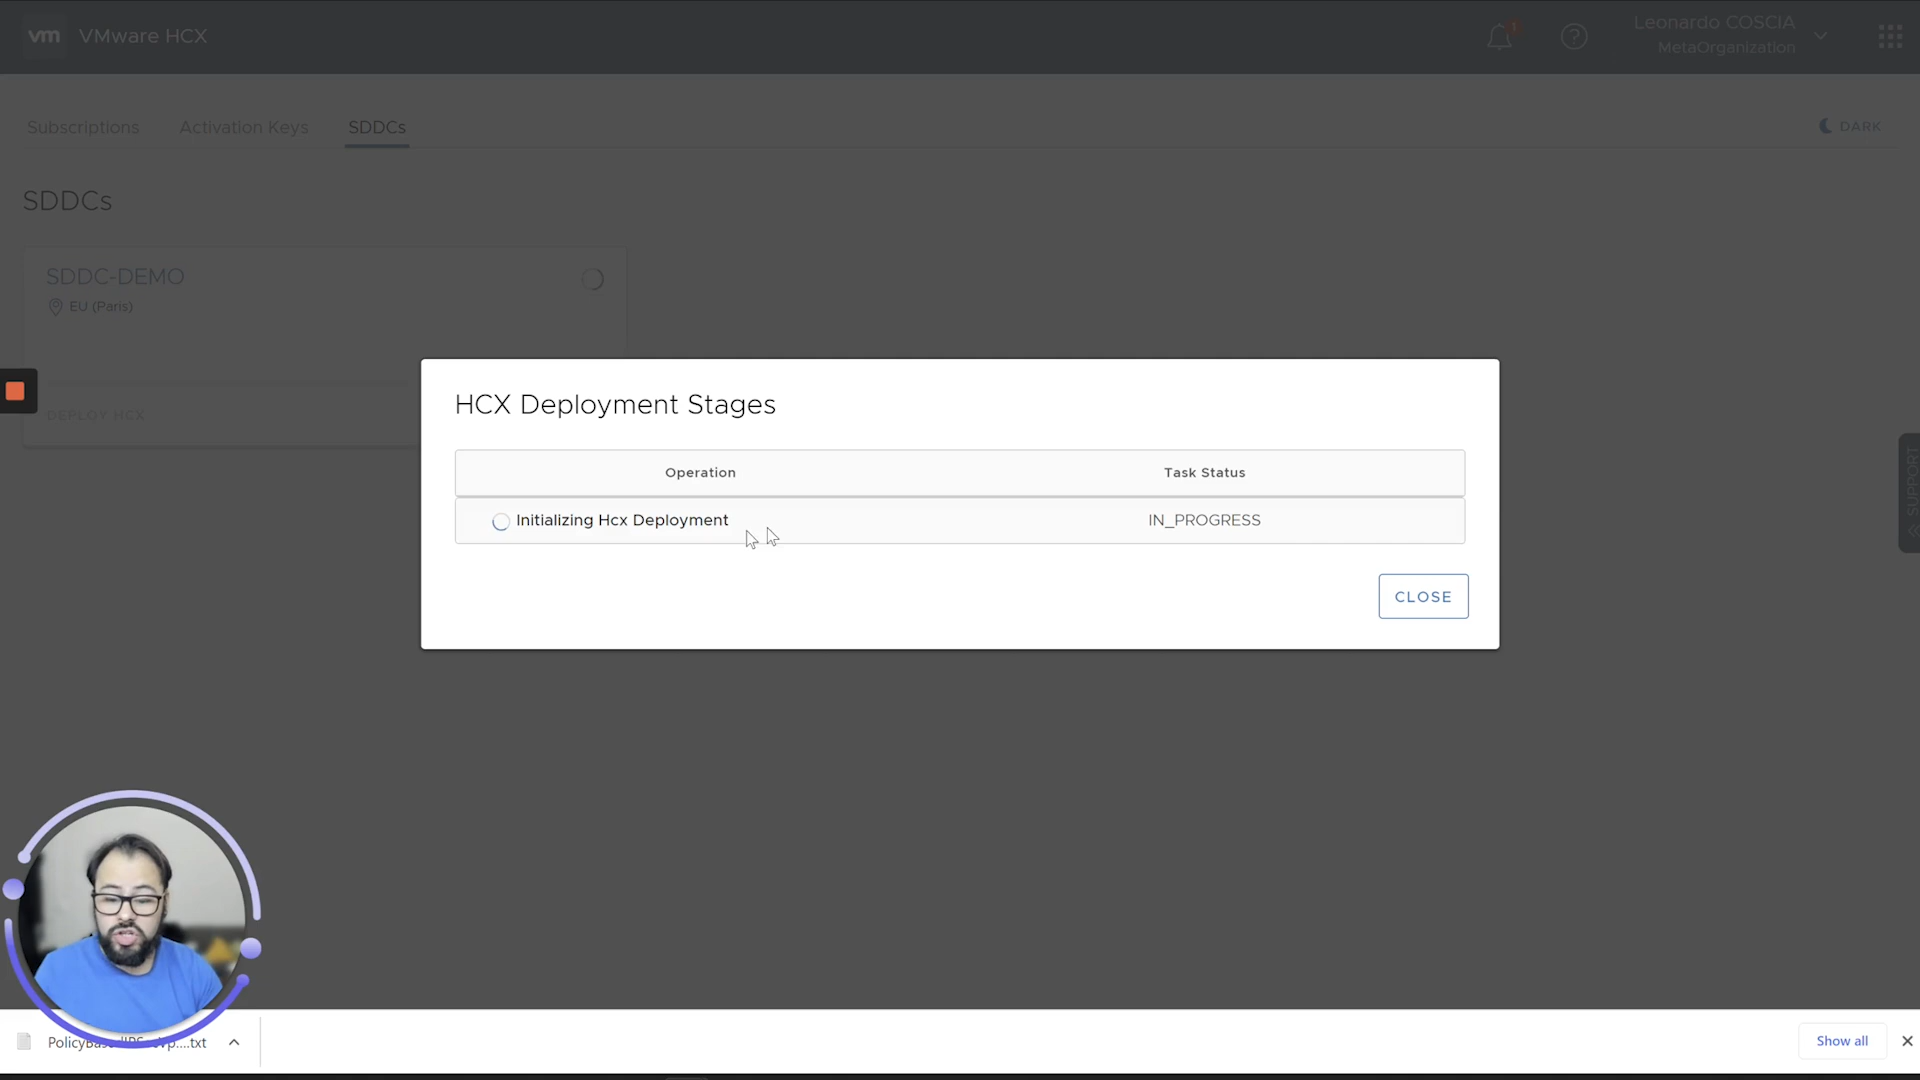 vm VMware HCX
1
Leonardo COSCIA
MetaOrganization
Subscriptions Activation Keys SDDCs
DARK
SDDCs
SDDC-DEMO
EU (Paris)
DEPLOY HCX
SUPPORT
HCX Deployment Stages
Operation Task Status
Initializing Hcx Deployment IN_PROGRESS
CLOSE
Show all